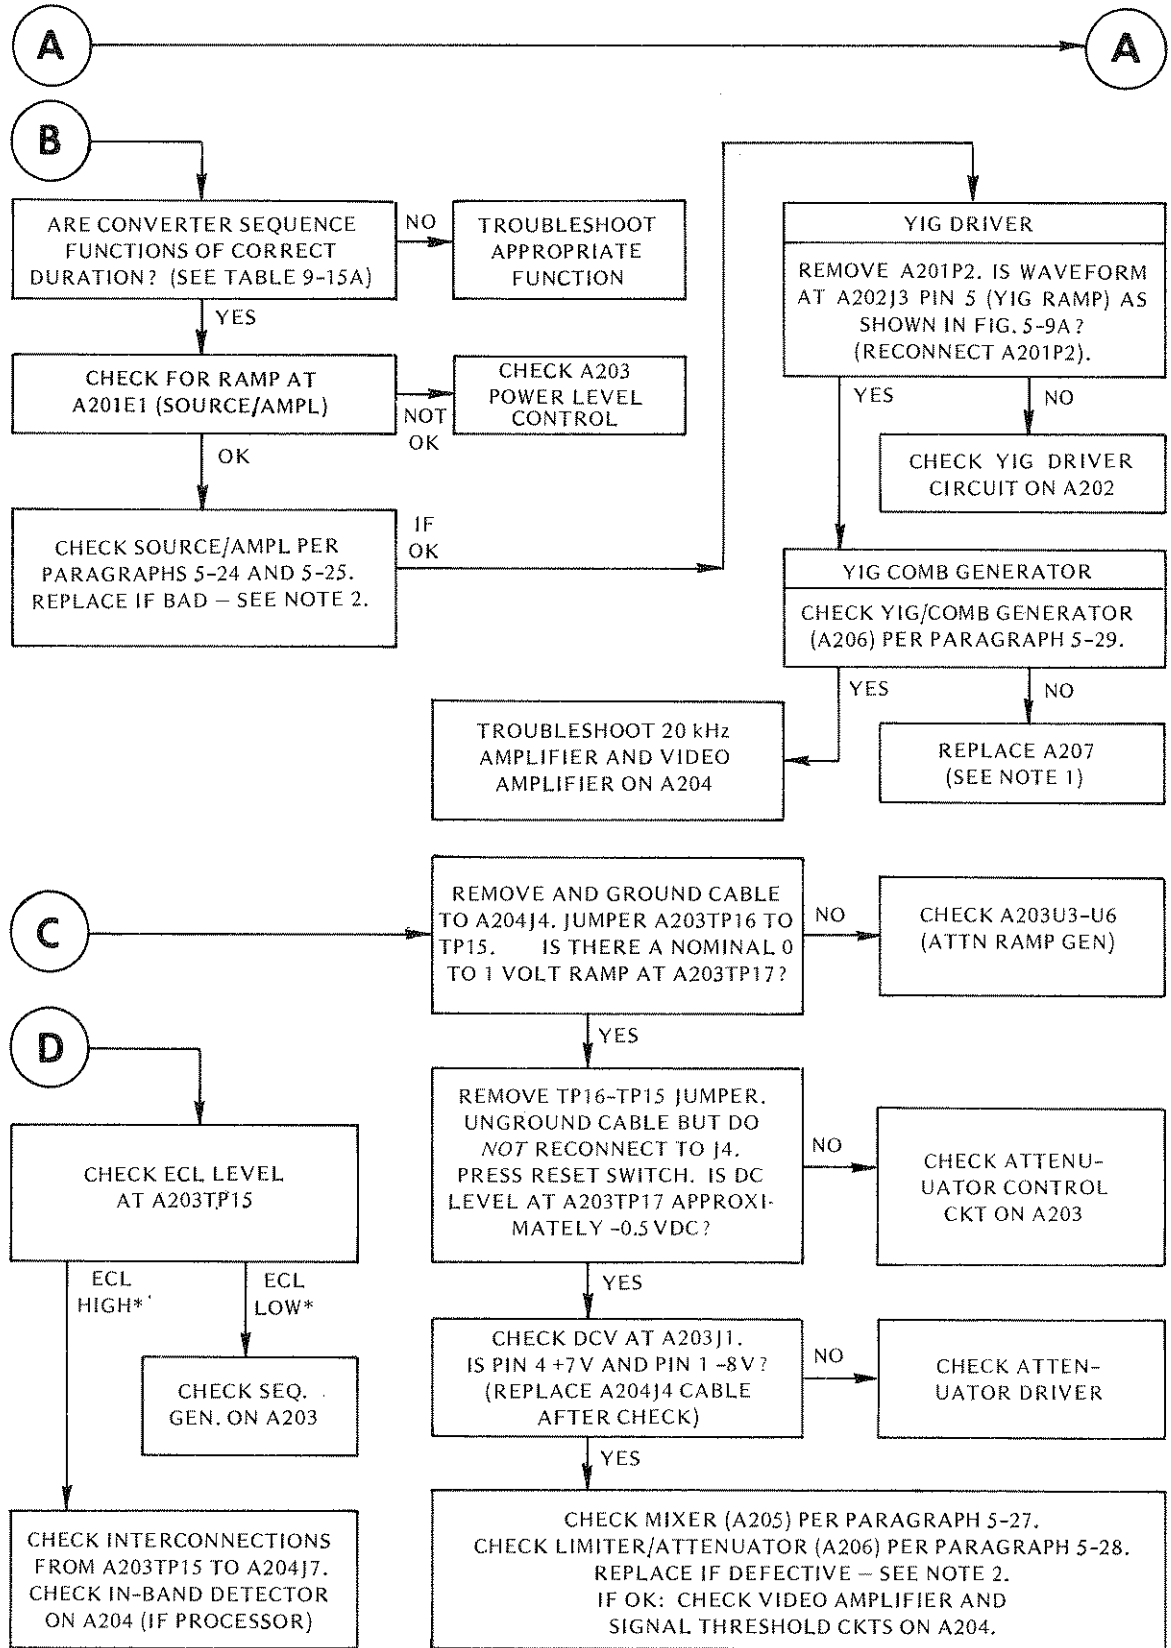 A
A
B
ARE CONVERTER SEQUENCE
FUNCTIONS OF CORRECT
DURATION? (SEE TABLE 9-15A)
NO
TROUBLESHOOT
APPROPRIATE
FUNCTION
YES
CHECK FOR RAMP AT
A201E1 (SOURCE/AMPL)
NOT
OK
CHECK A203
POWER LEVEL
CONTROL
OK
CHECK SOURCE/AMPL PER
PARAGRAPHS 5-24 AND 5-25.
REPLACE IF BAD — SEE NOTE 2.
IF
OK
YIG DRIVER
REMOVE A201P2. IS WAVEFORM
AT A202J3 PIN 5 (YIG RAMP) AS
SHOWN IN FIG. 5-9A?
(RECONNECT A201P2).
YES
NO
CHECK YIG DRIVER
CIRCUIT ON A202
YIG COMB GENERATOR
CHECK YIG/COMB GENERATOR
(A206) PER PARAGRAPH 5-29.
YES
NO
TROUBLESHOOT 20 kHz
AMPLIFIER AND VIDEO
AMPLIFIER ON A204
REPLACE A207
(SEE NOTE 1)
C
REMOVE AND GROUND CABLE
TO A204J4. JUMPER A203TP16 TO
TP15. IS THERE A NOMINAL 0
TO 1 VOLT RAMP AT A203TP17?
NO
CHECK A203U3-U6
(ATTN RAMP GEN)
YES
D
REMOVE TP16-TP15 JUMPER.
UNGROUND CABLE BUT DO
NOT RECONNECT TO J4.
PRESS RESET SWITCH. IS DC
LEVEL AT A203TP17 APPROXI-
MATELY -0.5 VDC?
NO
CHECK ATTENU-
UATOR CONTROL
CKT ON A203
CHECK ECL LEVEL
AT A203TP15
ECL
HIGH*
ECL
LOW*
YES
CHECK DCV AT A203J1.
IS PIN 4 +7 V AND PIN 1 -8 V?
(REPLACE A204J4 CABLE
AFTER CHECK)
NO
CHECK ATTEN-
UATOR DRIVER
CHECK SEQ.
GEN. ON A203
YES
CHECK INTERCONNECTIONS
FROM A203TP15 TO A204J7.
CHECK IN-BAND DETECTOR
ON A204 (IF PROCESSOR)
CHECK MIXER (A205) PER PARAGRAPH 5-27.
CHECK LIMITER/ATTENUATOR (A206) PER PARAGRAPH 5-28.
REPLACE IF DEFECTIVE — SEE NOTE 2.
IF OK: CHECK VIDEO AMPLIFIER AND
SIGNAL THRESHOLD CKTS ON A204.